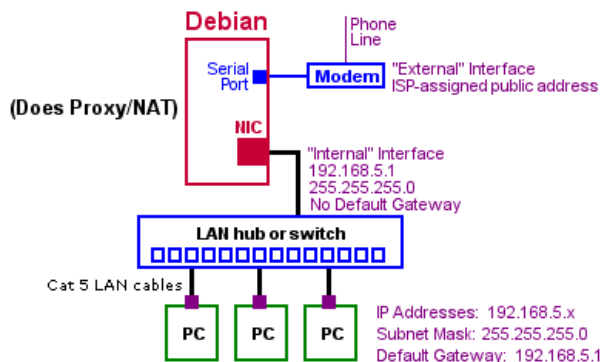 Debian
Phone
Line
Serial
Port
Modem
"External" Interface
ISP-assigned public address
(Does Proxy/NAT)
NIC
"Internal" Interface
192.168.5.1
255.255.255.0
No Default Gateway
LAN hub or switch
Cat 5 LAN cables
PC PC PC
IP Addresses: 192.168.5.x
Subnet Mask: 255.255.255.0
Default Gateway: 192.168.5.1